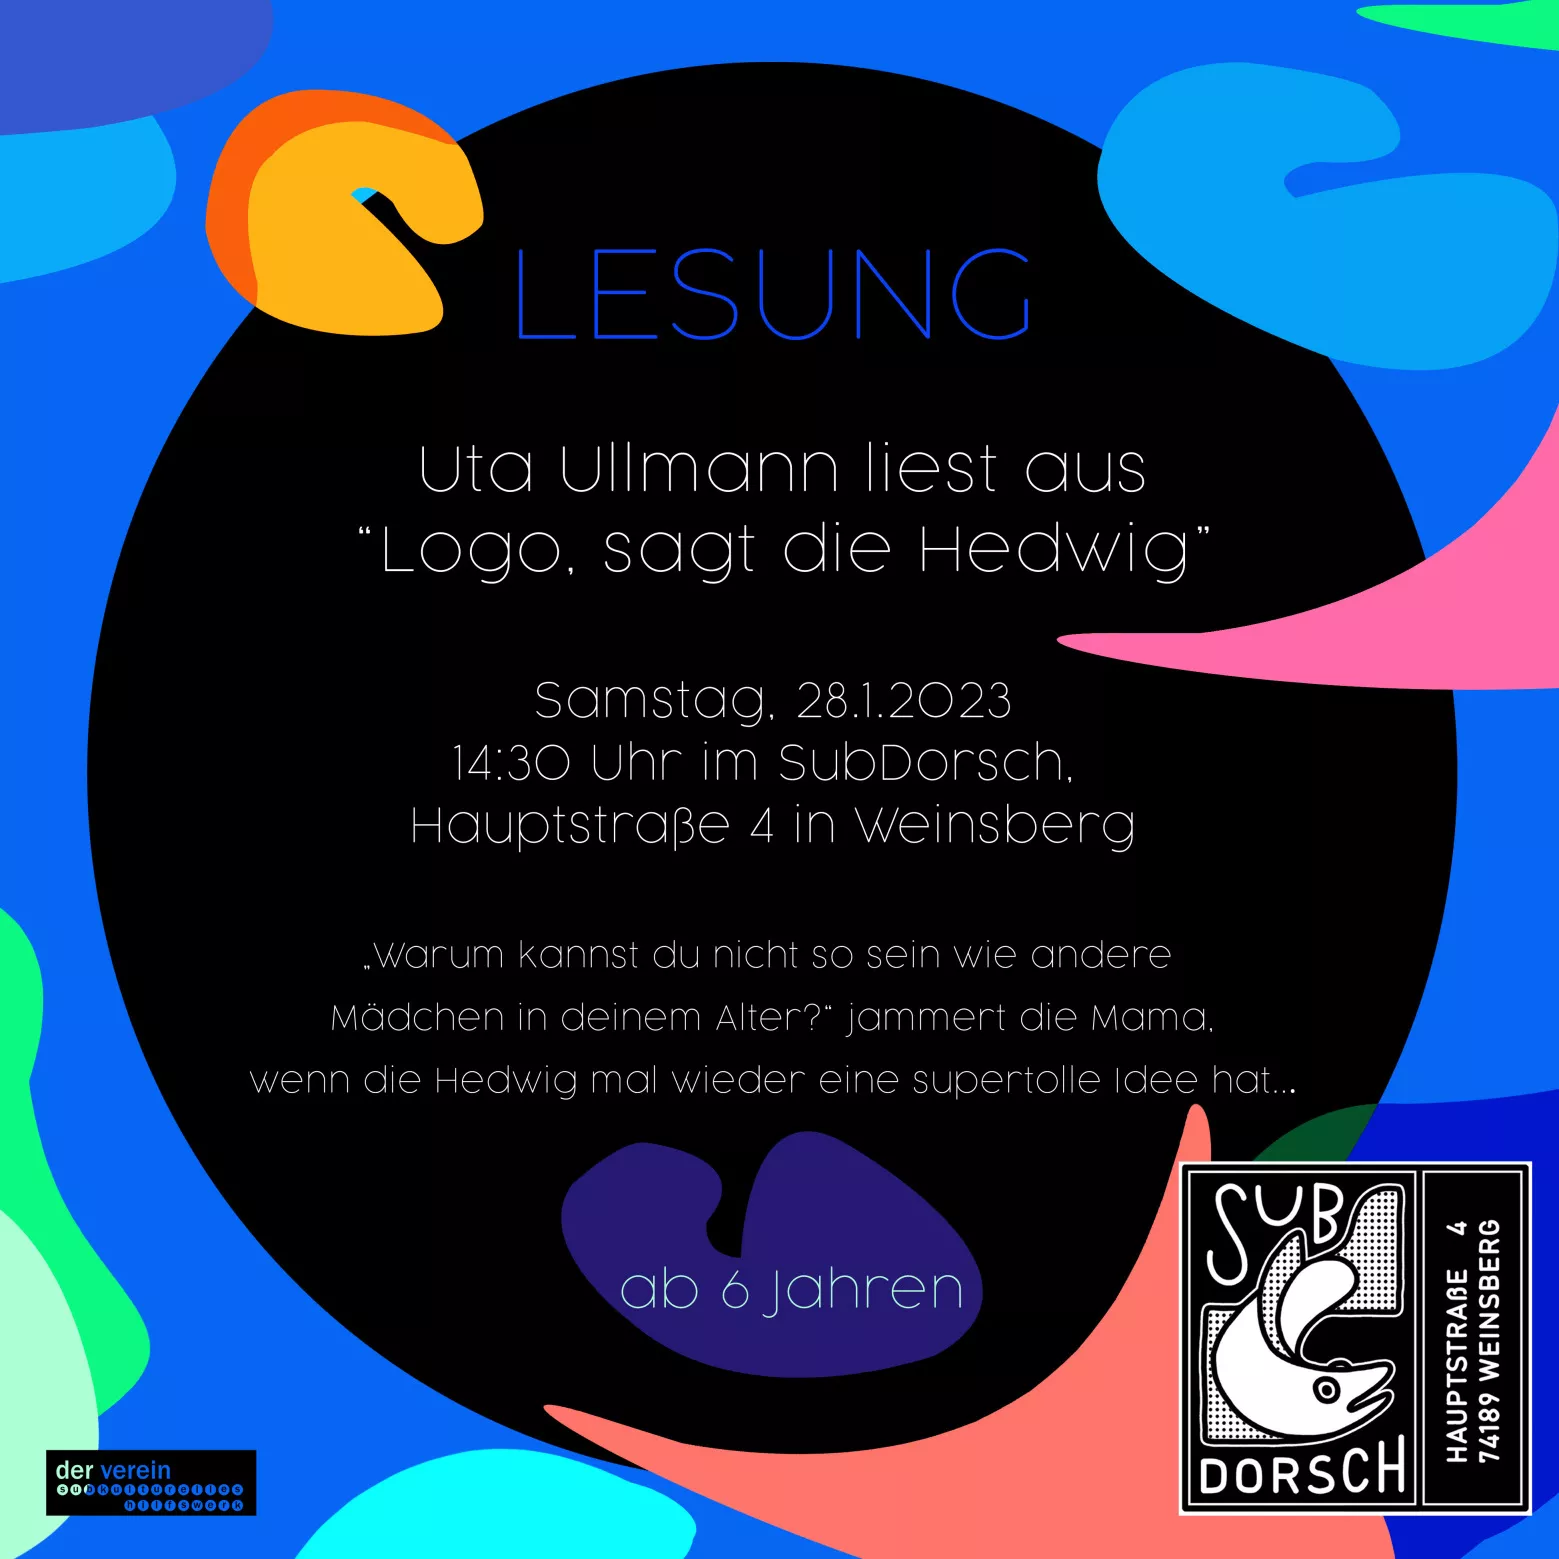 LESUNG
Uta Ullmann liest aus
“Logo, sagt die Hedwig”
Samstag, 28.1.2023
14:30 Uhr im SubDorsch,
Hauptstraße 4 in Weinsberg
„Warum kannst du nicht so sein wie andere
Mädchen in deinem Alter?“ jammert die Mama,
wenn die Hedwig mal wieder eine supertolle Idee hat...
ab 6 Jahren
SUB
DORSCH
HAUPTSTRAßE 4
74189 WEINSBERG
der verein
subkulturelles
hilfswerk